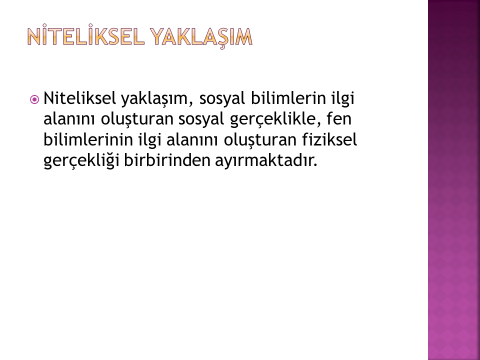 NİTELİKSEL YAKLAŞIM
Niteliksel yaklaşım, sosyal bilimlerin ilgi
alanını oluşturan sosyal gerçeklikle, fen
bilimlerinin ilgi alanını oluşturan fiziksel
gerçekliği birbirinden ayırmaktadır.